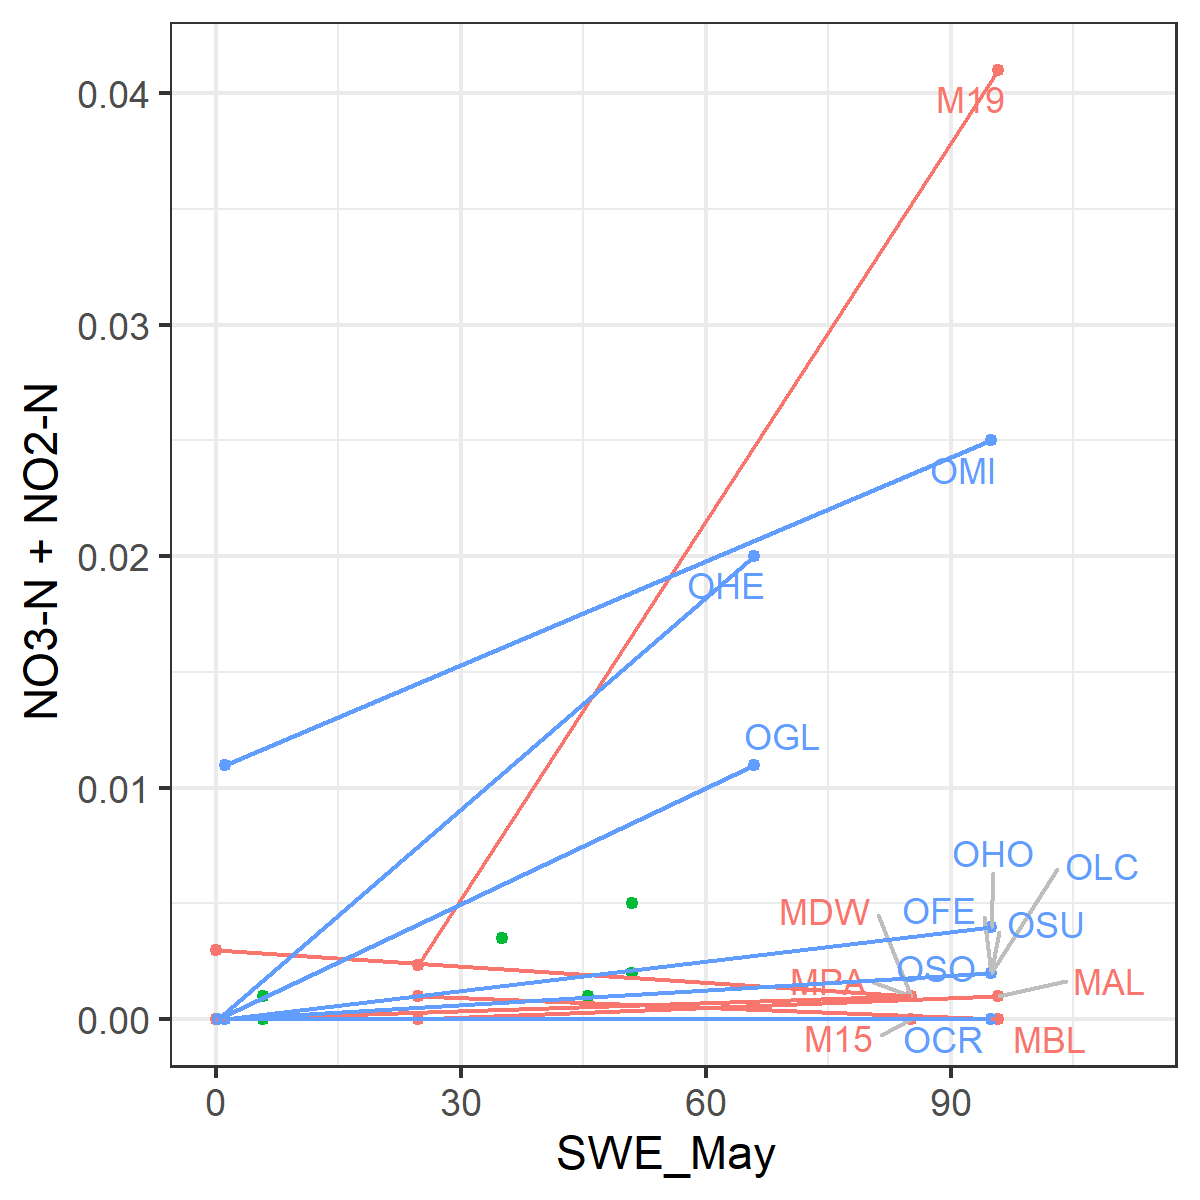 0.04
0.03
0.02
0.01
0.00
NO3-N + NO2-N
M19
OMI
OHE
OGL
OHO
OLC
MDW
OFE
OSU
OSO
MPA
MAL
M15
OCR
MBL
0
30
60
90
SWE_May